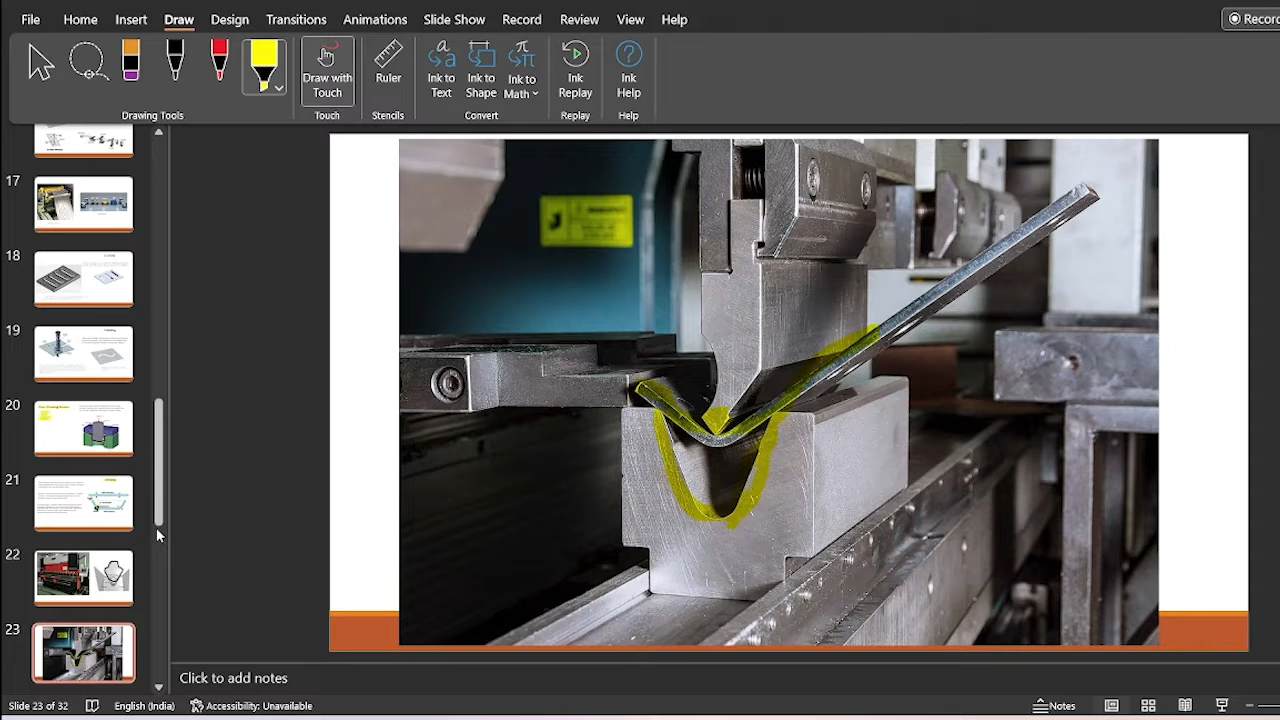 File Home Insert Draw Design Transitions Animations Slide Show Record Review View Help
Draw with Touch
Ruler
Ink to Text
Ink to Shape
Ink to Math
Ink Replay
Ink Help
Drawing Tools Touch Stencils Convert Replay Help
17
18
19
20
21
22
23
Click to add notes
Slide 23 of 32 English (India) Accessibility: Unavailable Notes